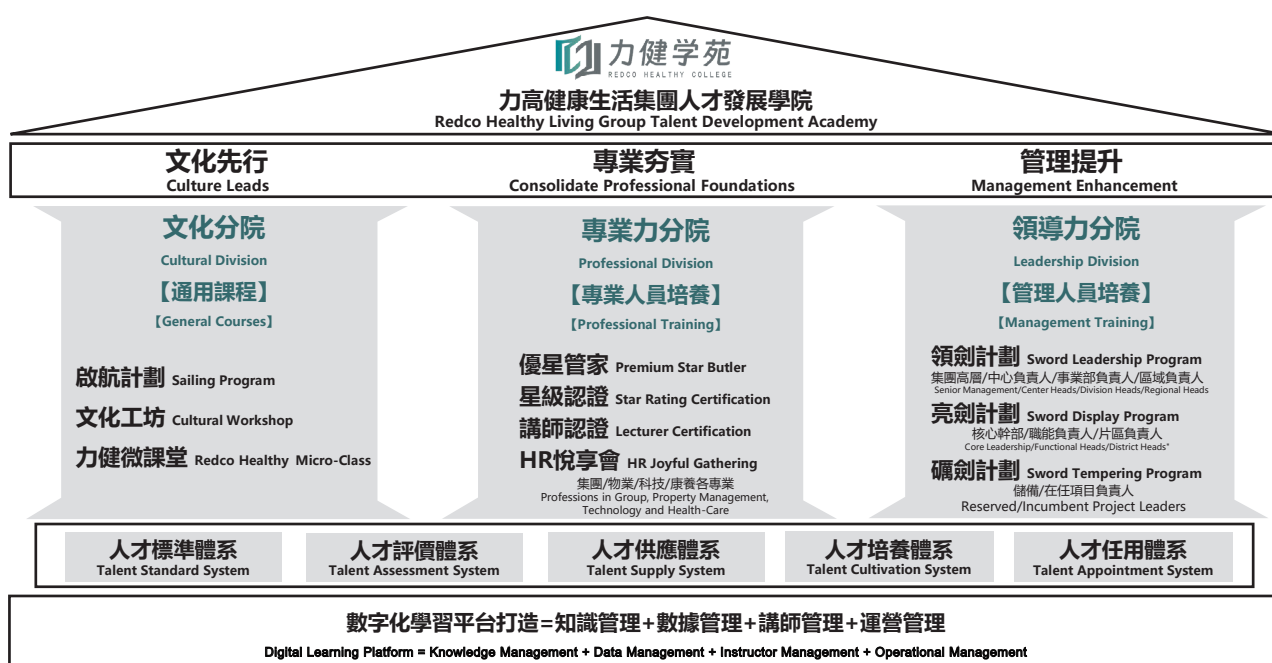 力健学苑
REDCO HEALTHY COLLEGE
力高健康生活集團人才發展學院
Redco Healthy Living Group Talent Development Academy
文化先行
Culture Leads
專業夯實
Consolidate Professional Foundations
管理提升
Management Enhancement
文化分院
Cultural Division
【通用課程】
【General Courses】
啟航計劃 Sailing Program
文化工坊 Cultural Workshop
力健微課堂 Redco Healthy Micro-Class
專業力分院
Professional Division
【專業人員培養】
【Professional Training】
優星管家 Premium Star Butler
星級認證 Star Rating Certification
講師認證 Lecturer Certification
HR悅享會 HR Joyful Gathering
集團/物業/科技/康養各專業
Professions in Group, Property Management,
Technology and Health-Care
領導力分院
Leadership Division
【管理人員培養】
【Management Training】
領劍計劃 Sword Leadership Program
集團高層/中心負責人/事業部負責人/區域負責人
Senior Management/Center Heads/Division Heads/Regional Heads
亮劍計劃 Sword Display Program
核心幹部/職能負責人/片區負責人
Core Leadership/Functional Heads/District Heads"
礪劍計劃 Sword Tempering Program
儲備/在任項目負責人
Reserved/Incumbent Project Leaders
人才標準體系
Talent Standard System
人才評價體系
Talent Assessment System
人才供應體系
Talent Supply System
人才培養體系
Talent Cultivation System
人才任用體系
Talent Appointment System
數字化學習平台打造=知識管理+數據管理+講師管理+運營管理
Digital Learning Platform = Knowledge Management + Data Management + Instructor Management + Operational Management